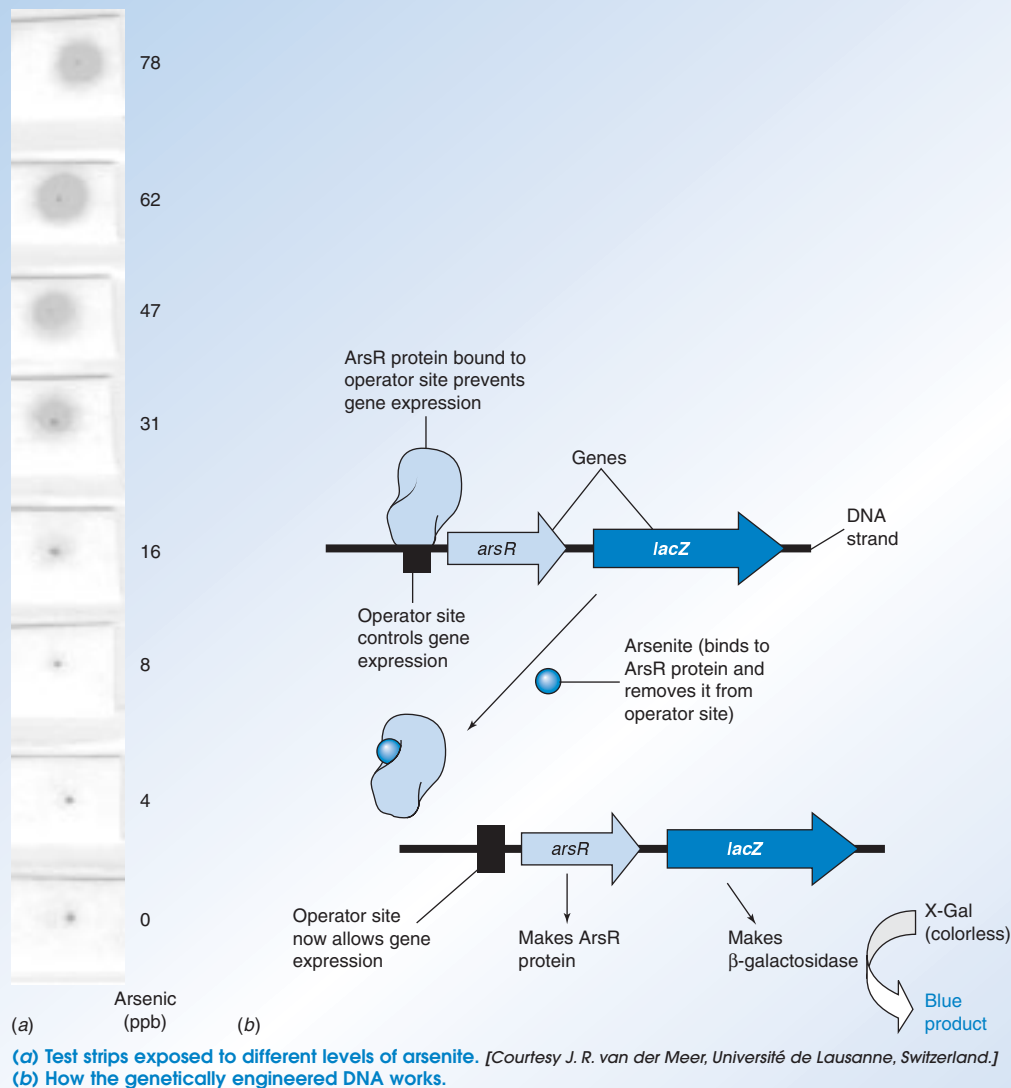 78
62
47
31
16
8
4
0
Arsenic
(ppb)
(a)
ArsR protein bound to
operator site prevents
gene expression
Genes
DNA
strand
arsR
lacZ
Operator site
controls gene
expression
Arsenite (binds to
ArsR protein and
removes it from
operator site)
arsR
lacZ
Operator site
now allows gene
expression
Makes ArsR
protein
Makes
β-galactosidase
X-Gal
(colorless)
Blue
product
(b)
(a) Test strips exposed to different levels of arsenite. [Courtesy J. R. van der Meer, Université de Lausanne, Switzerland.]
(b) How the genetically engineered DNA works.